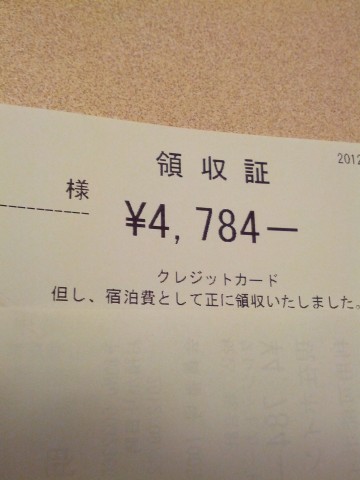 2012
領収証
様
¥4,784－
クレジットカード
但し、宿泊費として正に領収いたしました。